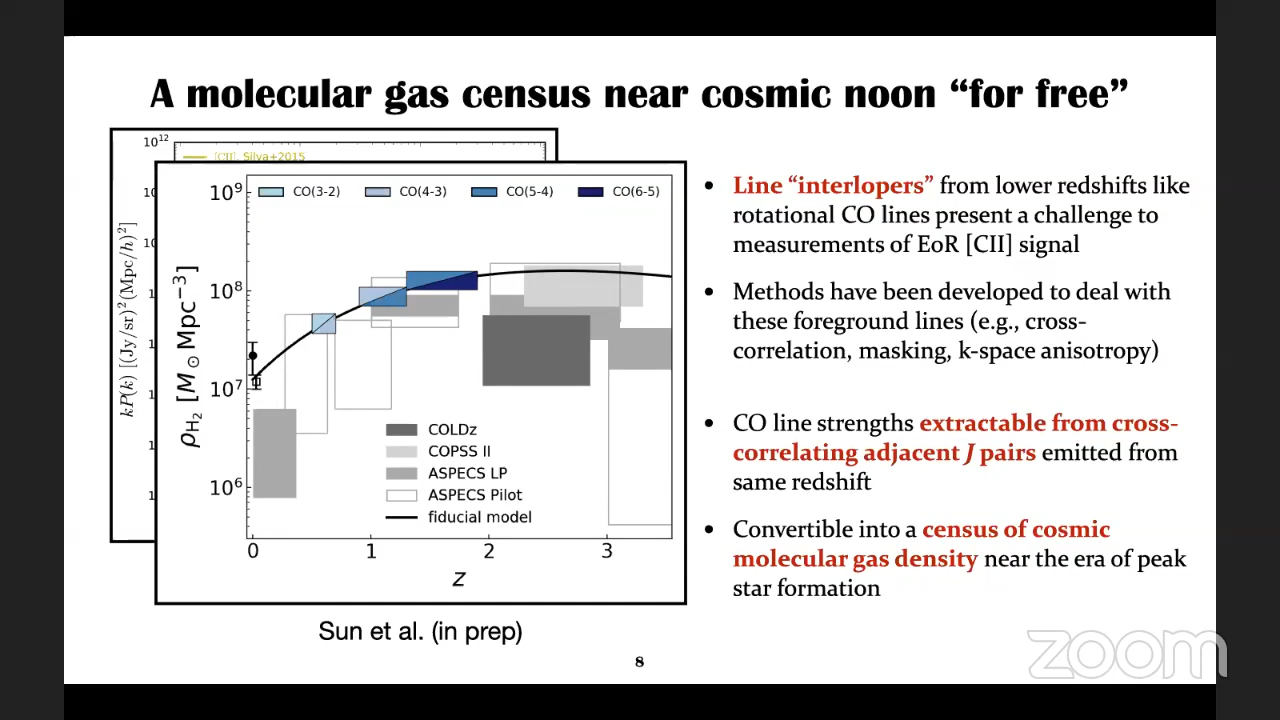 A molecular gas census near cosmic noon “for free”
10¹²
[CII], Silva+2015
kP(k) [(Jy/sr)²(Mpc/h)²]
10⁹
10⁸
10⁷
10⁶
ρH₂ [M⊙ Mpc⁻³]
CO(3-2) CO(4-3) CO(5-4) CO(6-5)
COLDz
COPSS II
ASPECS LP
ASPECS Pilot
fiducial model
0 1 2 3
z
Sun et al. (in prep)
• Line “interlopers” from lower redshifts like
rotational CO lines present a challenge to
measurements of EoR [CII] signal
• Methods have been developed to deal with
these foreground lines (e.g., cross-
correlation, masking, k-space anisotropy)
• CO line strengths extractable from cross-
correlating adjacent J pairs emitted from
same redshift
• Convertible into a census of cosmic
molecular gas density near the era of peak
star formation
8
zoom